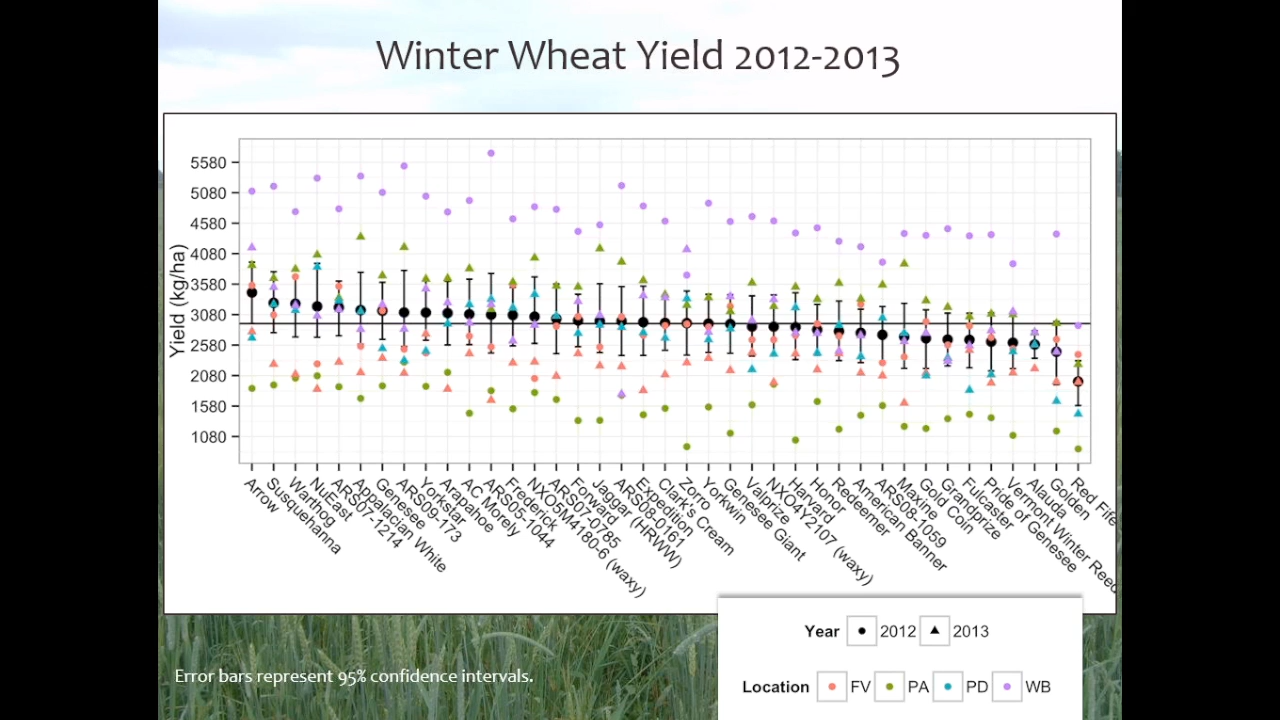 Winter Wheat Yield 2012-2013
Yield (kg/ha)
5580
5080
4580
4080
3580
3080
2580
2080
1580
1080
Arrow
Susquehanna
Warthog
NuEast
ARS07-1214
Appalacian White
Genesee
ARS09-173
Yorkstar
Arapahoe
AC Morely
ARS05-1044
Frederick
NXO5M4180-6 (waxy)
ARS07-0785
Forward
Jaggar (HRWW)
ARS08-0161
Expedition
Clark's Cream
Zorro
Yorkwin
Genesee Giant
Valprize
NXO4Y2107 (waxy)
Harvard
Honor
Redeemer
American Banner
ARS08-1059
Maxine
Gold Coin
Grandprize
Fulcaster
Pride of Genesee
Vermont Winter Reed
Alauda
Golden
Red Fife
Year 2012 2013
Location FV PA PD WB
Error bars represent 95% confidence intervals.